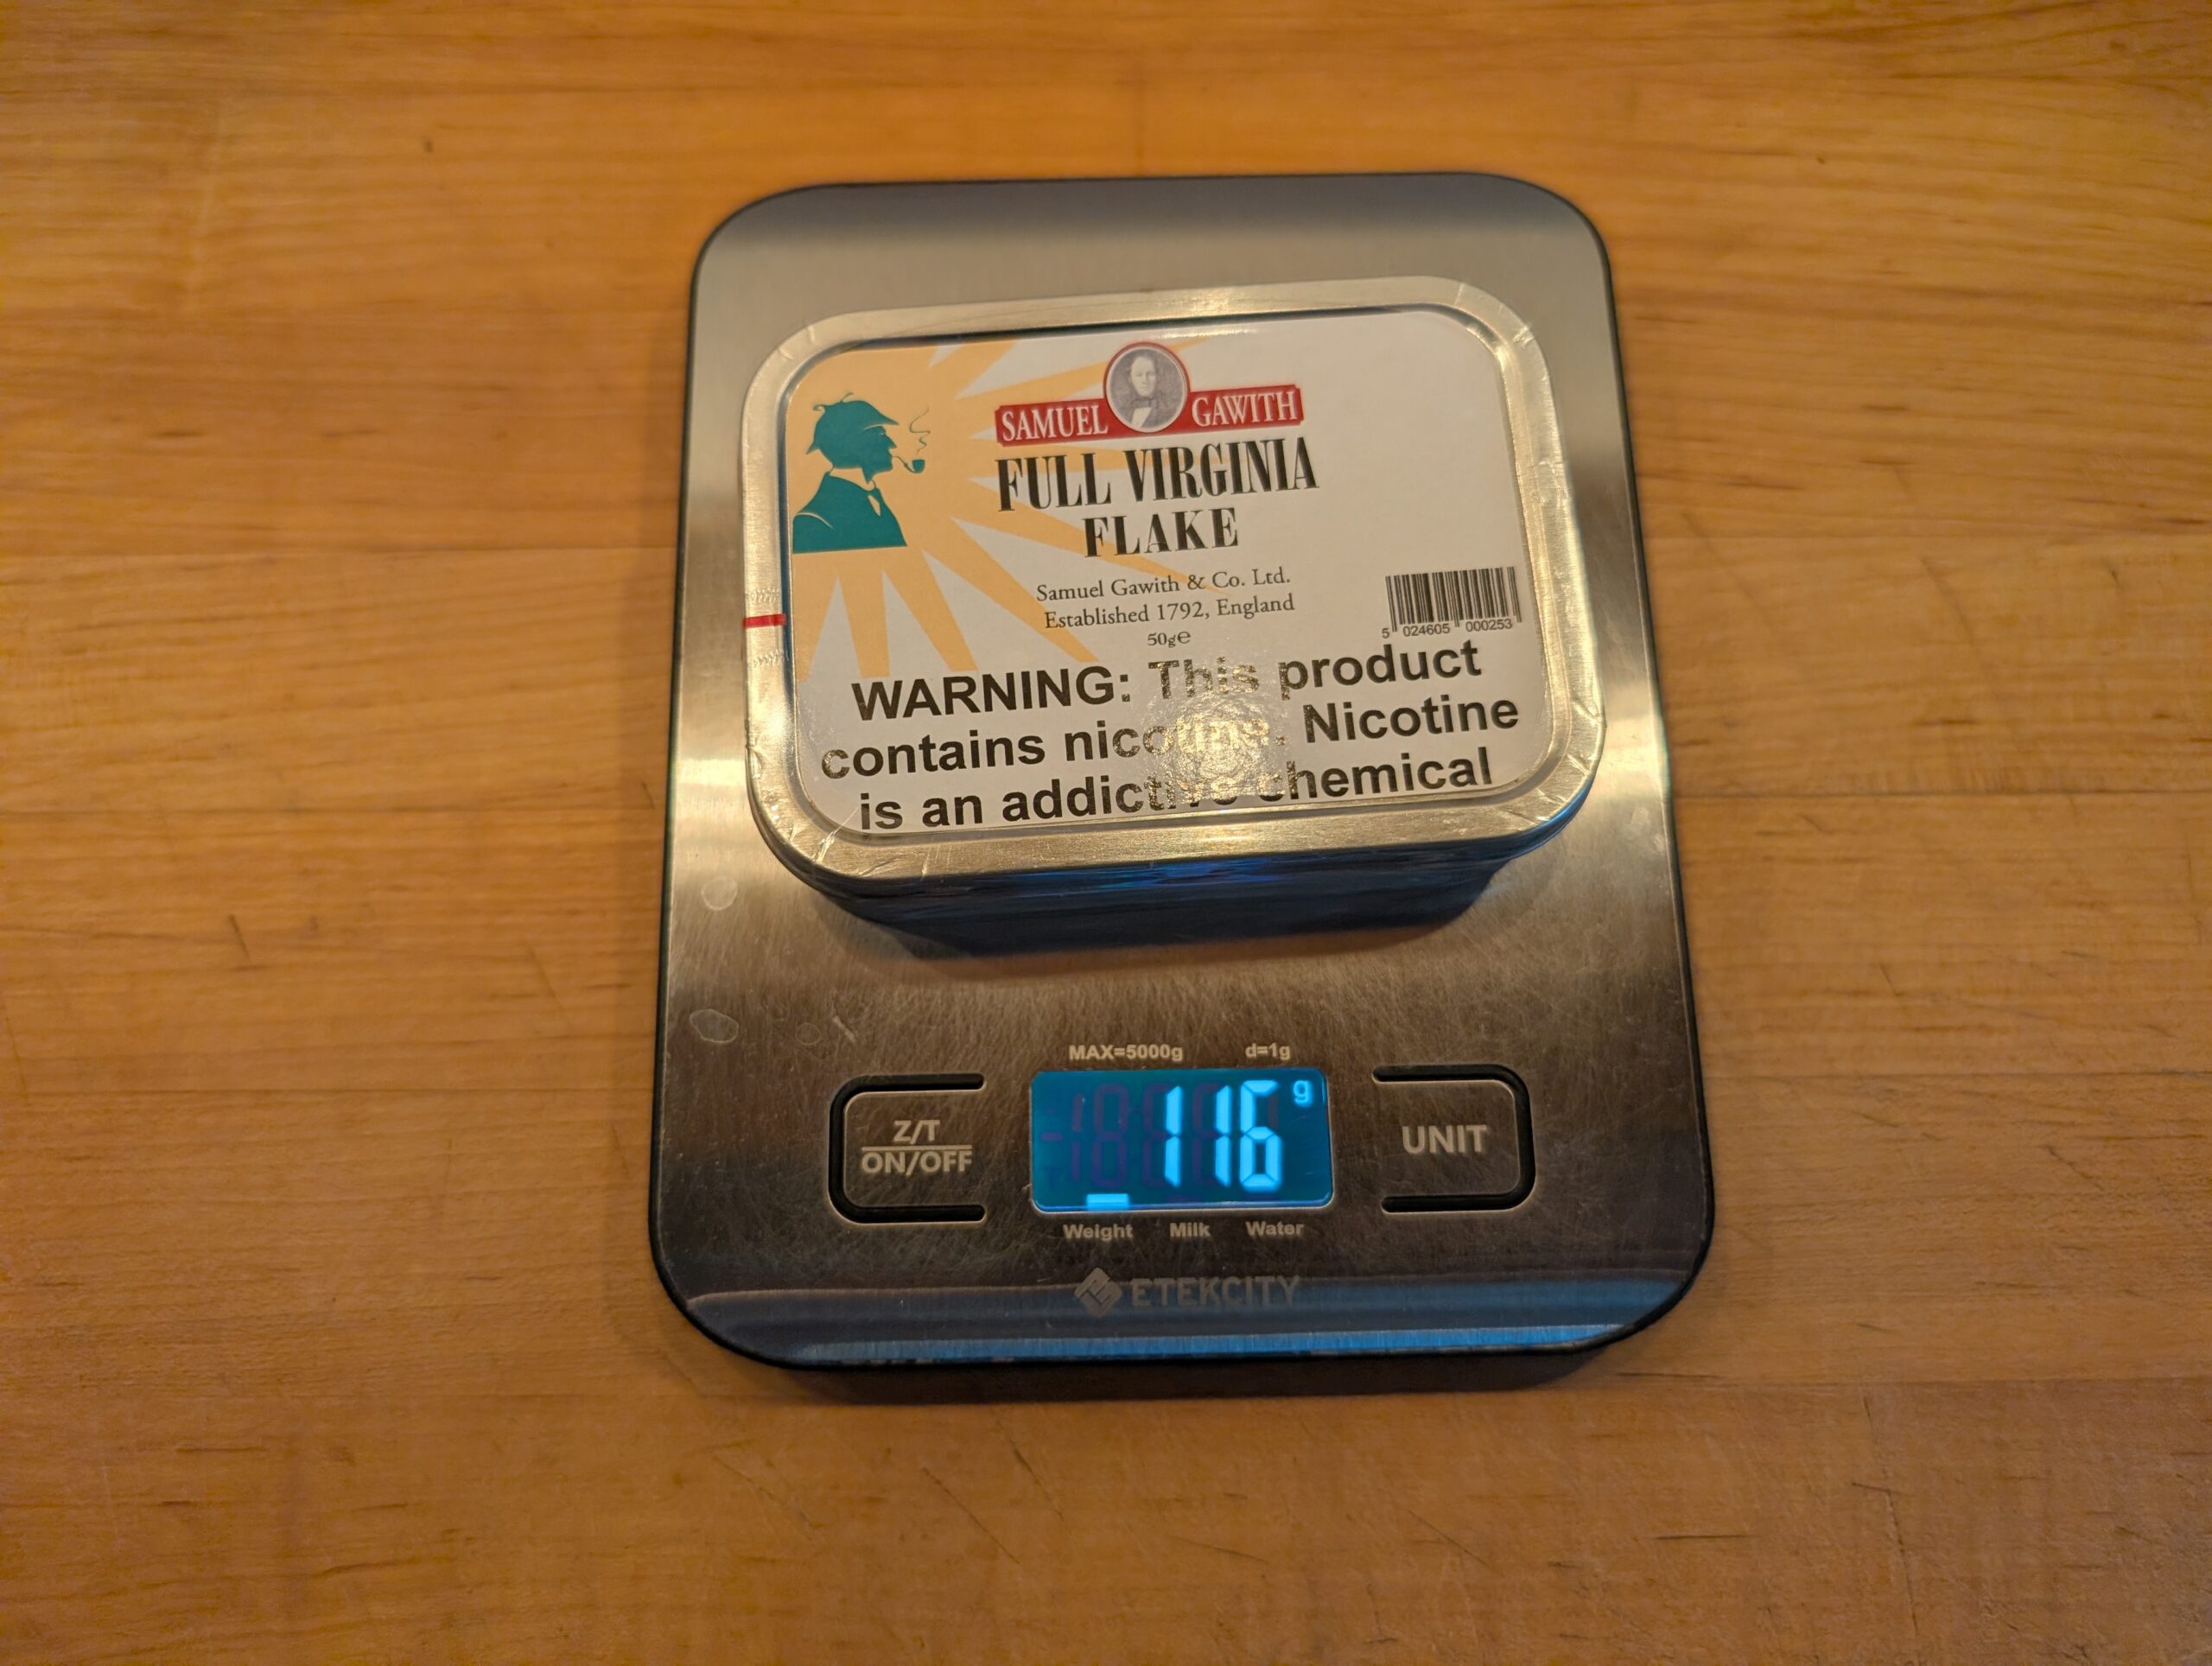 SAMUEL GAWITH
FULL VIRGINIA
FLAKE
Samuel Gawith & Co. Ltd.
Established 1792, England
50g℮
5 024605 000253
WARNING: This product
contains nicotine. Nicotine
is an addictive chemical
MAX=5000g d=1g
Z/T
ON/OFF
116 g
UNIT
Weight Milk Water
ETEKCITY